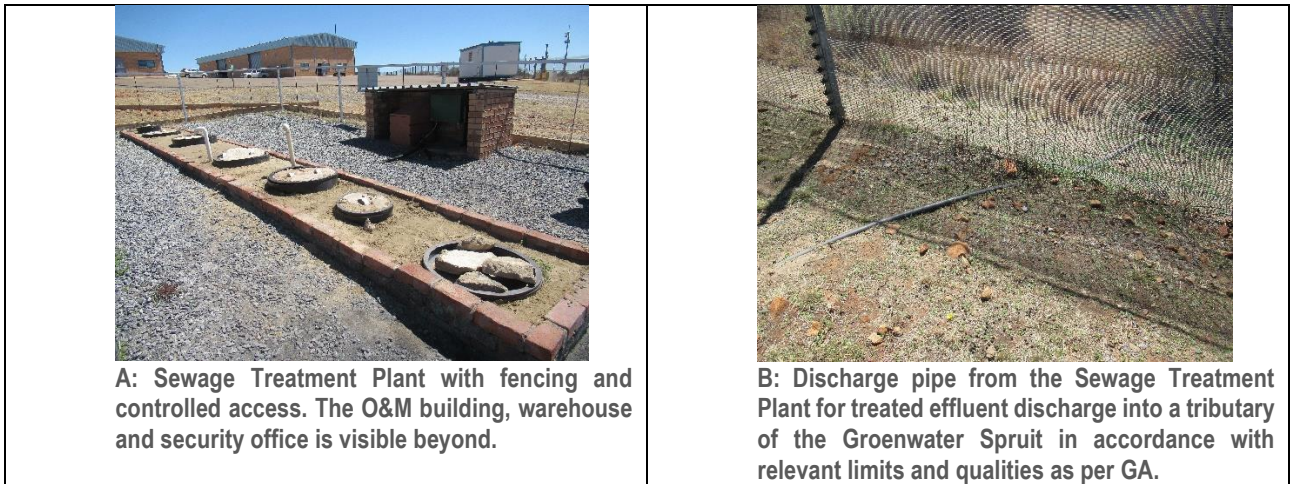 A: Sewage Treatment Plant with fencing and
controlled access. The O&M building, warehouse
and security office is visible beyond.
B: Discharge pipe from the Sewage Treatment
Plant for treated effluent discharge into a tributary
of the Groenwater Spruit in accordance with
relevant limits and qualities as per GA.